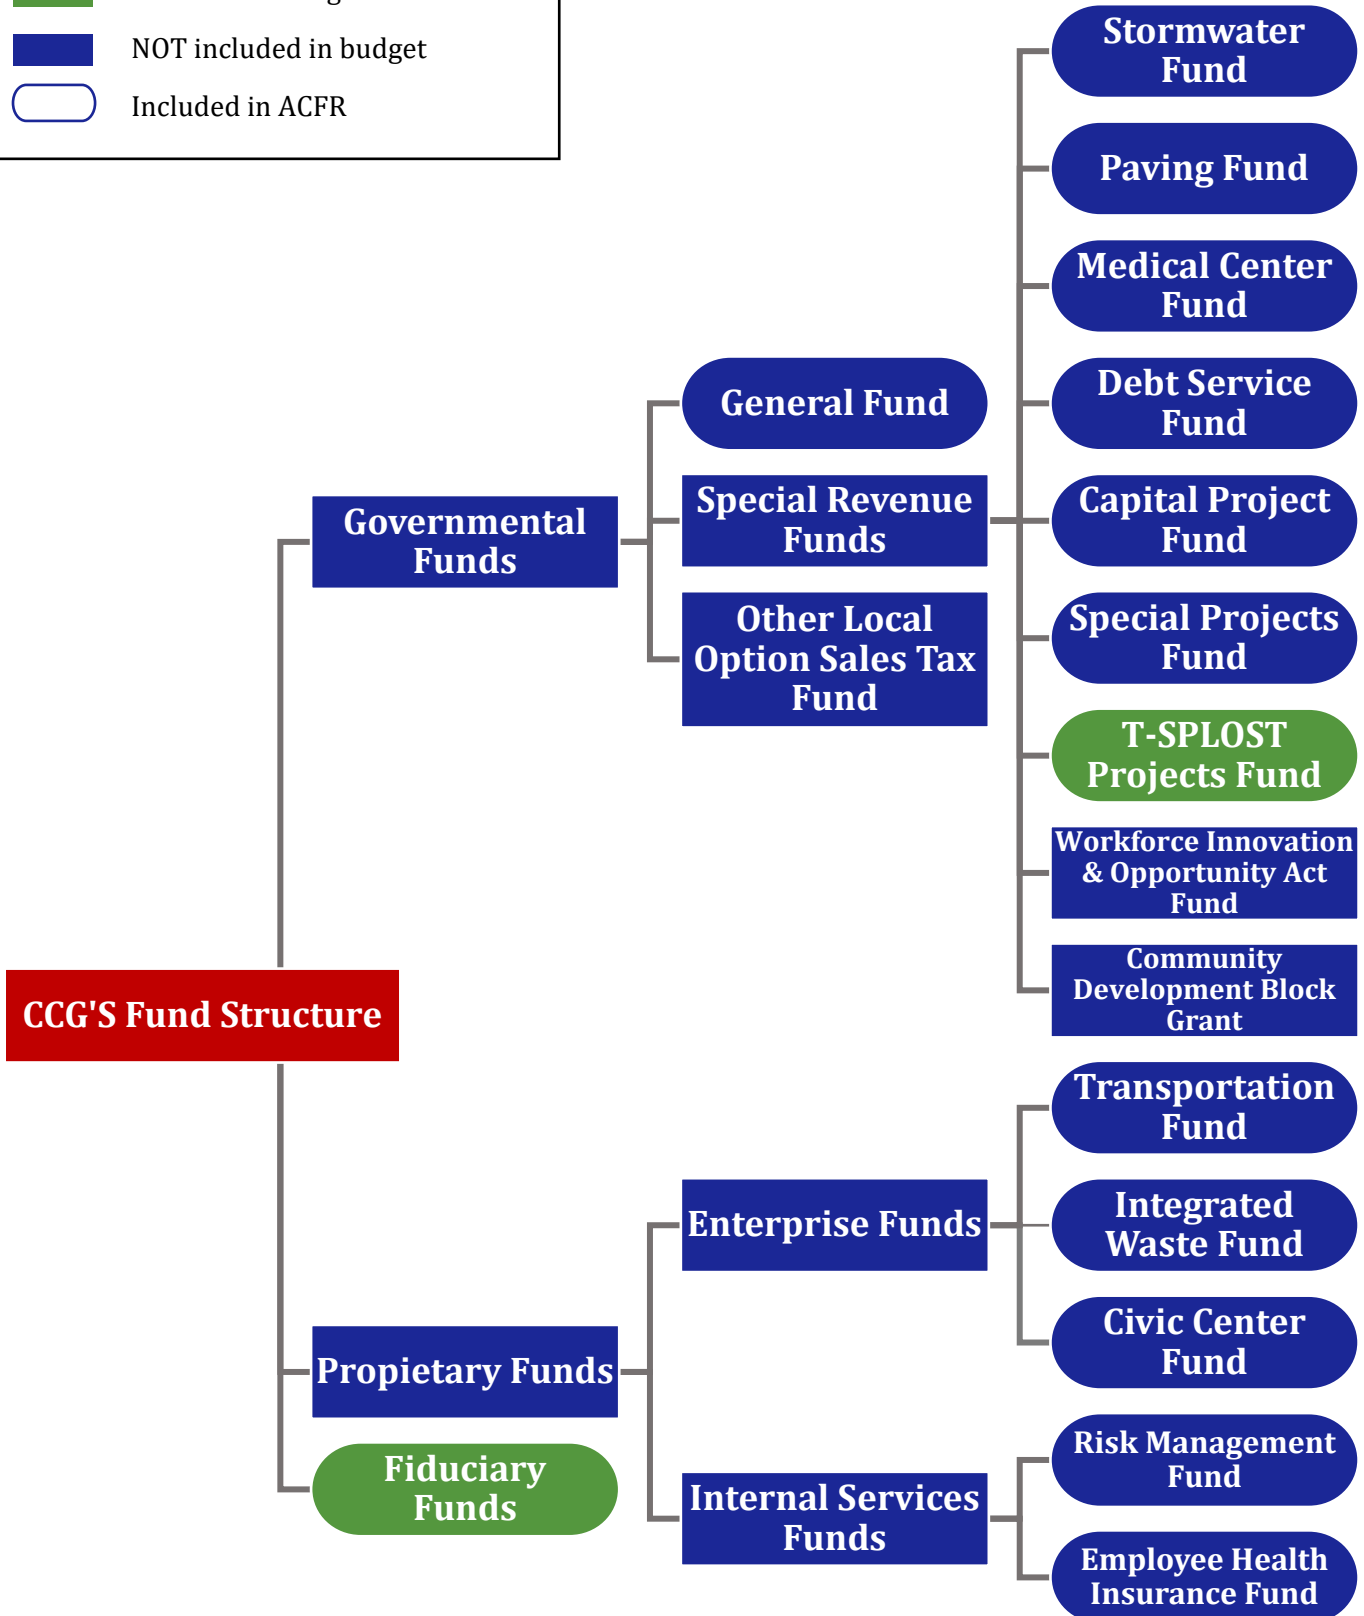 NOT included in budget
Included in ACFR
Stormwater
Fund
Paving Fund
Medical Center
Fund
Debt Service
Fund
Capital Project
Fund
Special Projects
Fund
T-SPLOST
Projects Fund
Workforce Innovation
& Opportunity Act
Fund
Community
Development Block
Grant
General Fund
Special Revenue
Funds
Other Local
Option Sales Tax
Fund
Governmental
Funds
CCG'S Fund Structure
Transportation
Fund
Integrated
Waste Fund
Civic Center
Fund
Enterprise Funds
Propietary Funds
Fiduciary
Funds
Internal Services
Funds
Risk Management
Fund
Employee Health
Insurance Fund